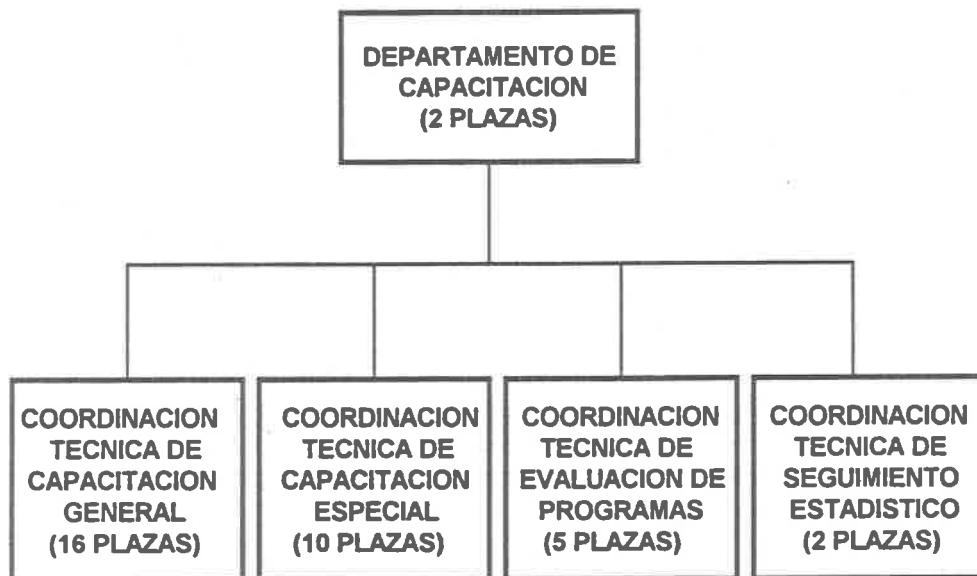 DEPARTAMENTO DE
CAPACITACION
(2 PLAZAS)
COORDINACION
TECNICA DE
CAPACITACION
GENERAL
(16 PLAZAS)
COORDINACION
TECNICA DE
CAPACITACION
ESPECIAL
(10 PLAZAS)
COORDINACION
TECNICA DE
EVALUACION DE
PROGRAMAS
(5 PLAZAS)
COORDINACION
TECNICA DE
SEGUIMIENTO
ESTADISTICO
(2 PLAZAS)